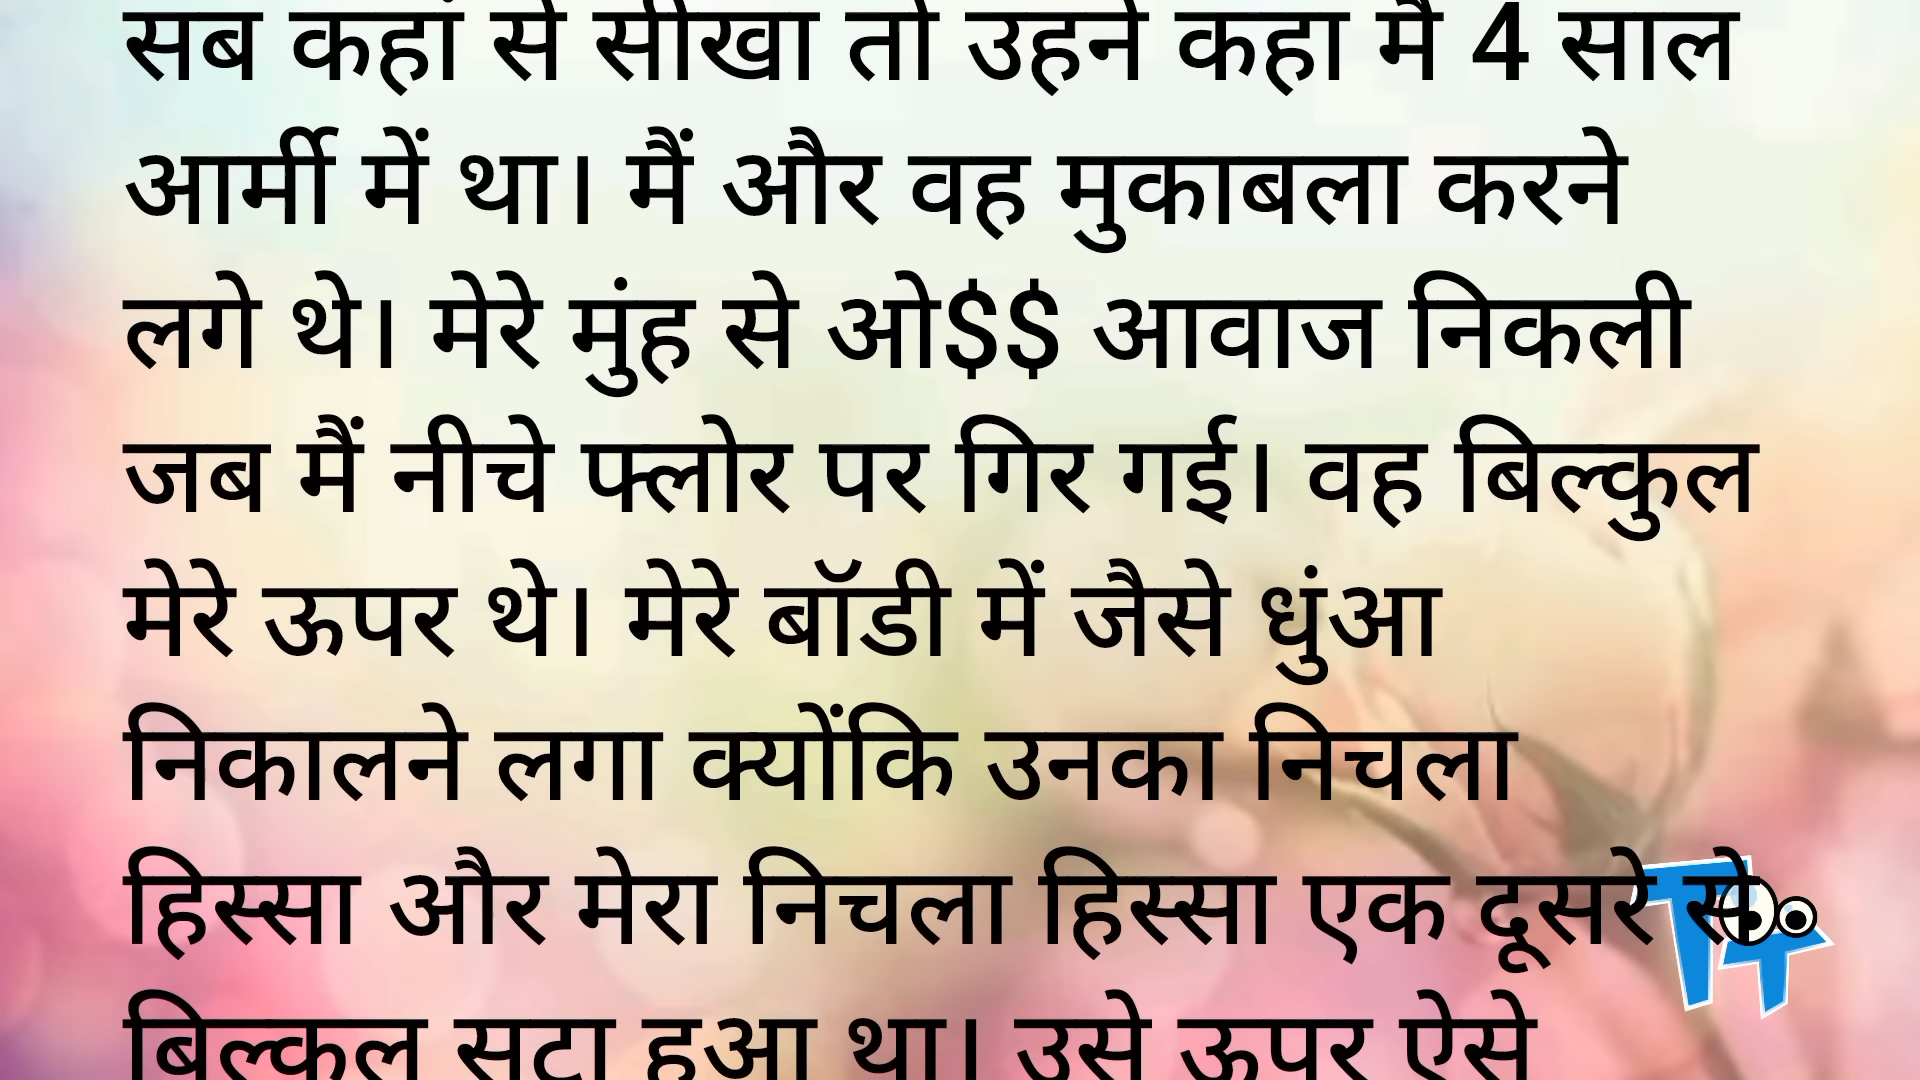 सब कहां से सीखा तो उहने कहा मैं 4 साल
आर्मी में था। मैं और वह मुकाबला करने
लगे थे। मेरे मुंह से ओ$$ आवाज निकली
जब मैं नीचे फ्लोर पर गिर गई। वह बिल्कुल
मेरे ऊपर थे। मेरे बॉडी में जैसे धुंआ
निकालने लगा क्योंकि उनका निचला
हिस्सा और मेरा निचला हिस्सा एक दूसरे से
बिल्कुल सटा हुआ था। उसे ऊपर ऐसे